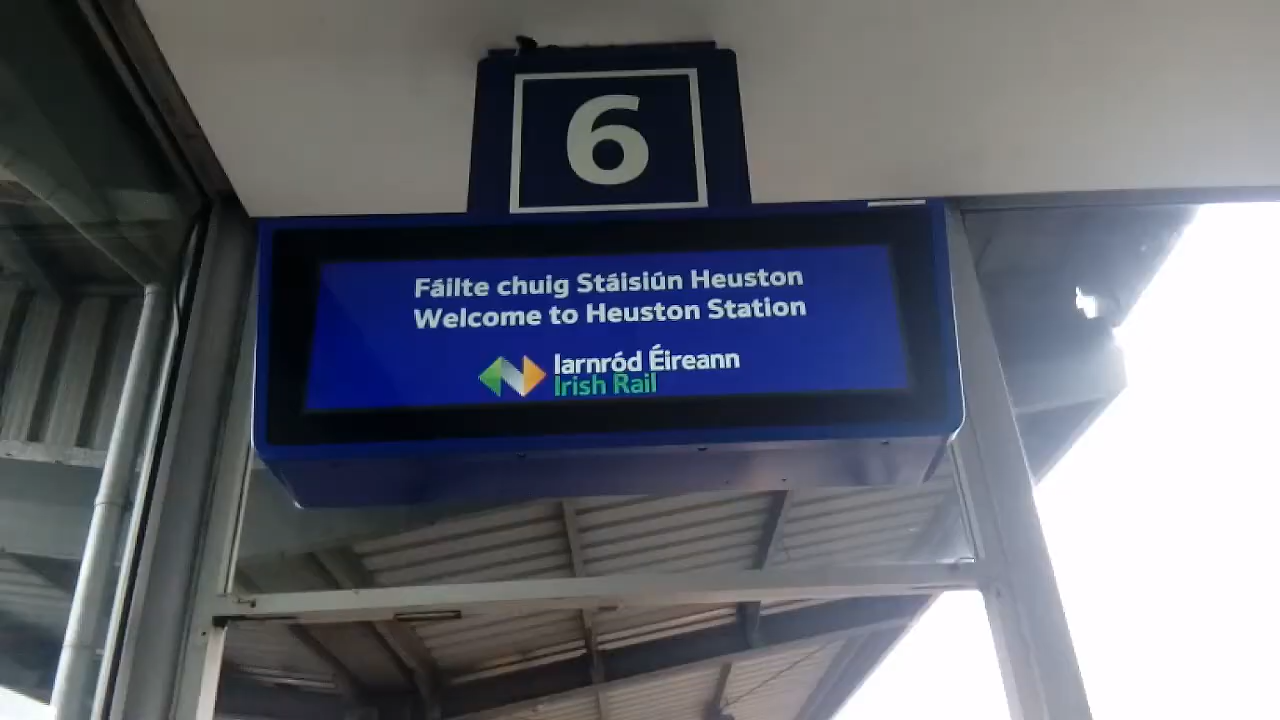 6
Fáilte chuig Stáisiún Heuston
Welcome to Heuston Station
Iarnród Éireann
Irish Rail